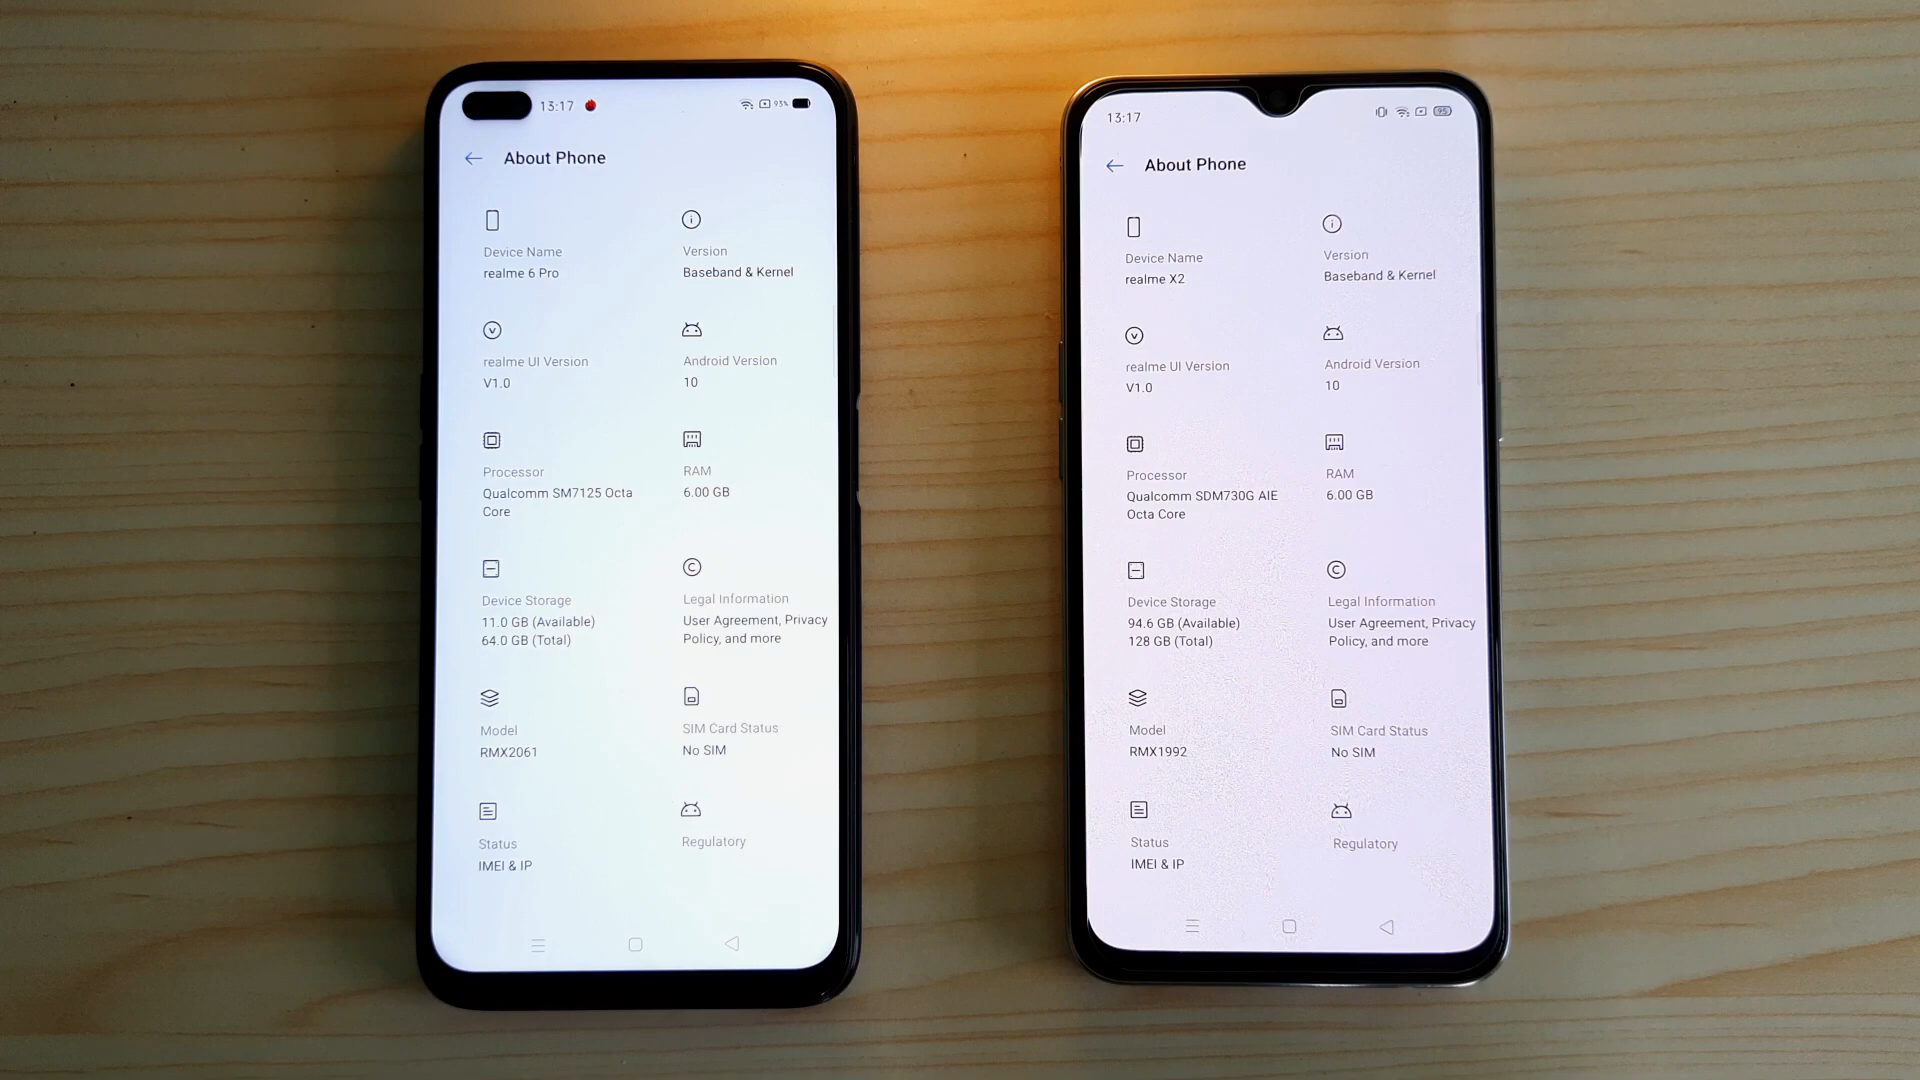 13:17
93%
About Phone
Device Name
realme 6 Pro
Version
Baseband & Kernel
realme UI Version
V1.0
Android Version
10
Processor
Qualcomm SM7125 Octa
Core
RAM
6.00 GB
Device Storage
11.0 GB (Available)
64.0 GB (Total)
Legal Information
User Agreement, Privacy
Policy, and more
Model
RMX2061
SIM Card Status
No SIM
Status
IMEI & IP
Regulatory
13:17
95
About Phone
Device Name
realme X2
Version
Baseband & Kernel
realme UI Version
V1.0
Android Version
10
Processor
Qualcomm SDM730G AIE
Octa Core
RAM
6.00 GB
Device Storage
94.6 GB (Available)
128 GB (Total)
Legal Information
User Agreement, Privacy
Policy, and more
Model
RMX1992
SIM Card Status
No SIM
Status
IMEI & IP
Regulatory